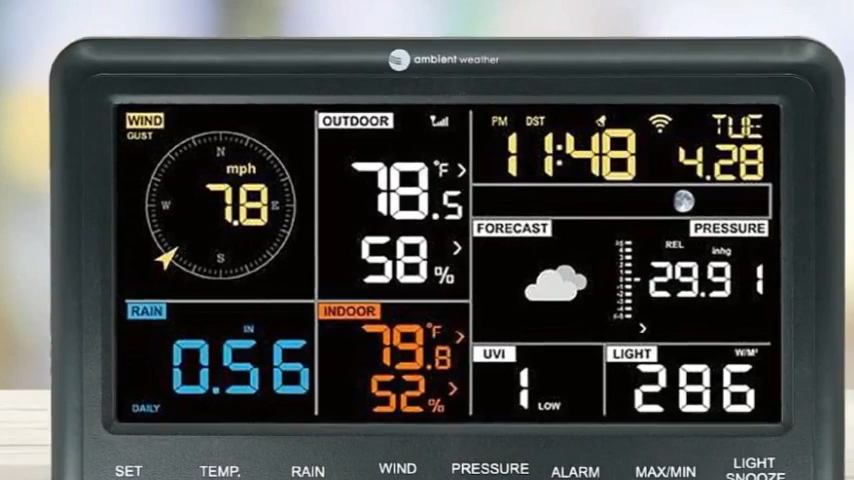 ambient weather
WIND
GUST
N
mph
7.8
W
E
S
OUTDOOR
78.5 °F
58 %
PM DST
11:48
TUE
4.28
FORECAST
PRESSURE
REL inhg
29.91
RAIN
IN
0.56
DAILY
INDOOR
79.8 °F
52 %
UVI
1 LOW
LIGHT
W/M²
286
SET TEMP. RAIN WIND PRESSURE ALARM MAX/MIN LIGHT
SNOOZE